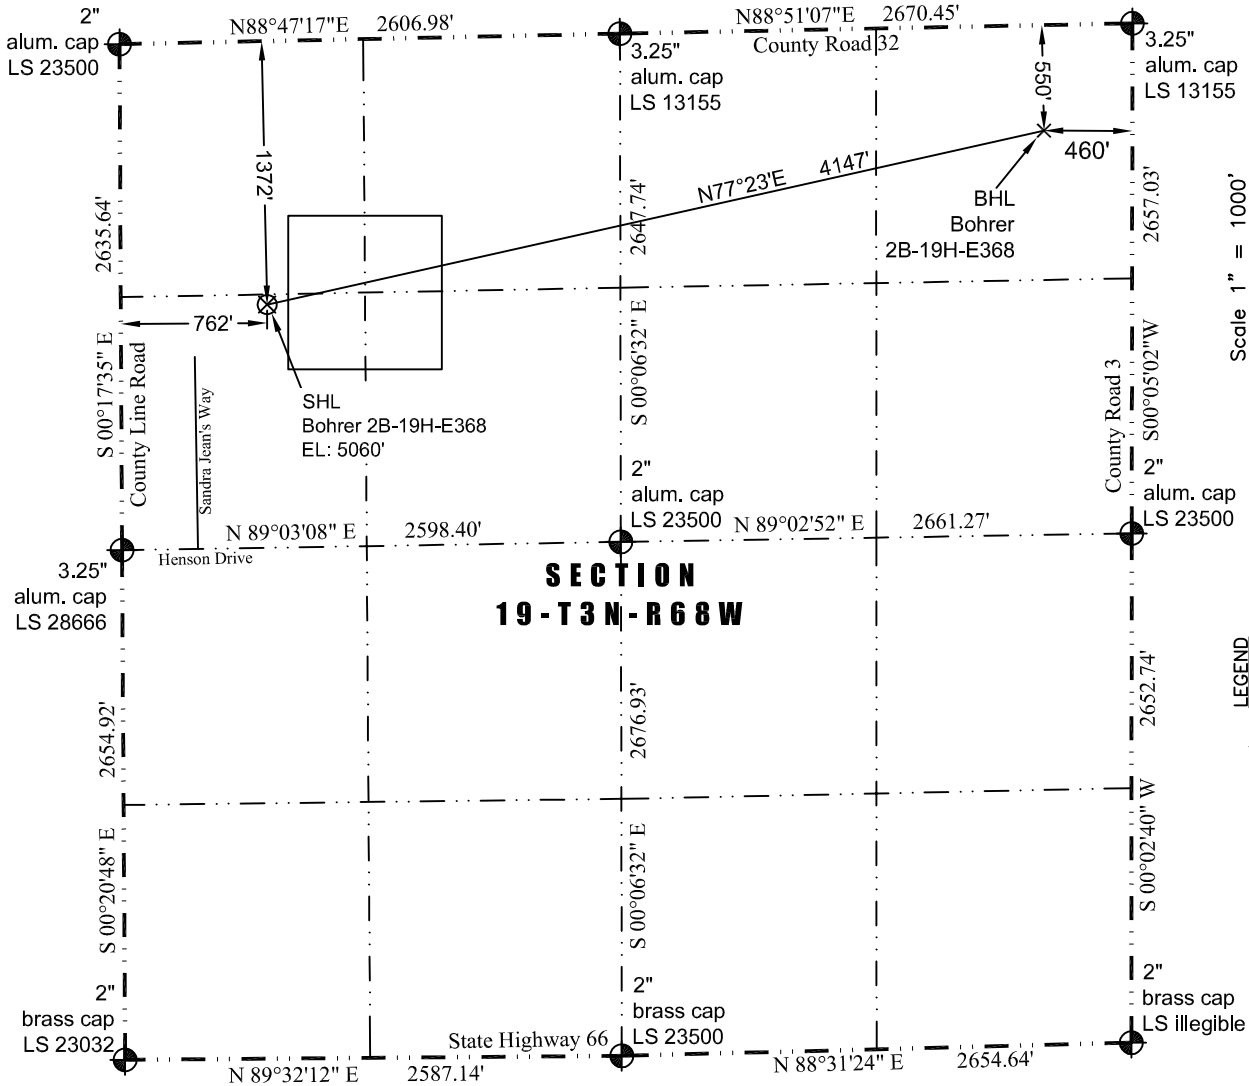 2"
alum. cap
LS 23500
N88°47'17"E 2606.98'
N88°51'07"E 2670.45'
County Road 32
3.25"
alum. cap
LS 13155
3.25"
alum. cap
LS 13155
550'
460'
1372'
N77°23'E 4147'
BHL
Bohrer
2B-19H-E368
2635.64'
2647.74'
2657.03'
Scale 1" = 1000'
762'
SHL
Bohrer 2B-19H-E368
EL: 5060'
S 00°17'35" E
County Line Road
Sandra Jean's Way
S 00°06'32" E
County Road 3
S00°05'02"W
2"
alum. cap
LS 23500
2"
alum. cap
LS 23500
N 89°03'08" E 2598.40'
N 89°02'52" E 2661.27'
Henson Drive
3.25"
alum. cap
LS 28666
SECTION
19-T3N-R68W
LEGEND
2654.92'
2676.93'
2652.74'
S 00°20'48" E
S 00°06'32" E
S 00°02'40" W
2"
brass cap
LS 23032
2"
brass cap
LS 23500
2"
brass cap
LS illegible
State Highway 66
N 89°32'12" E 2587.14'
N 88°31'24" E 2654.64'